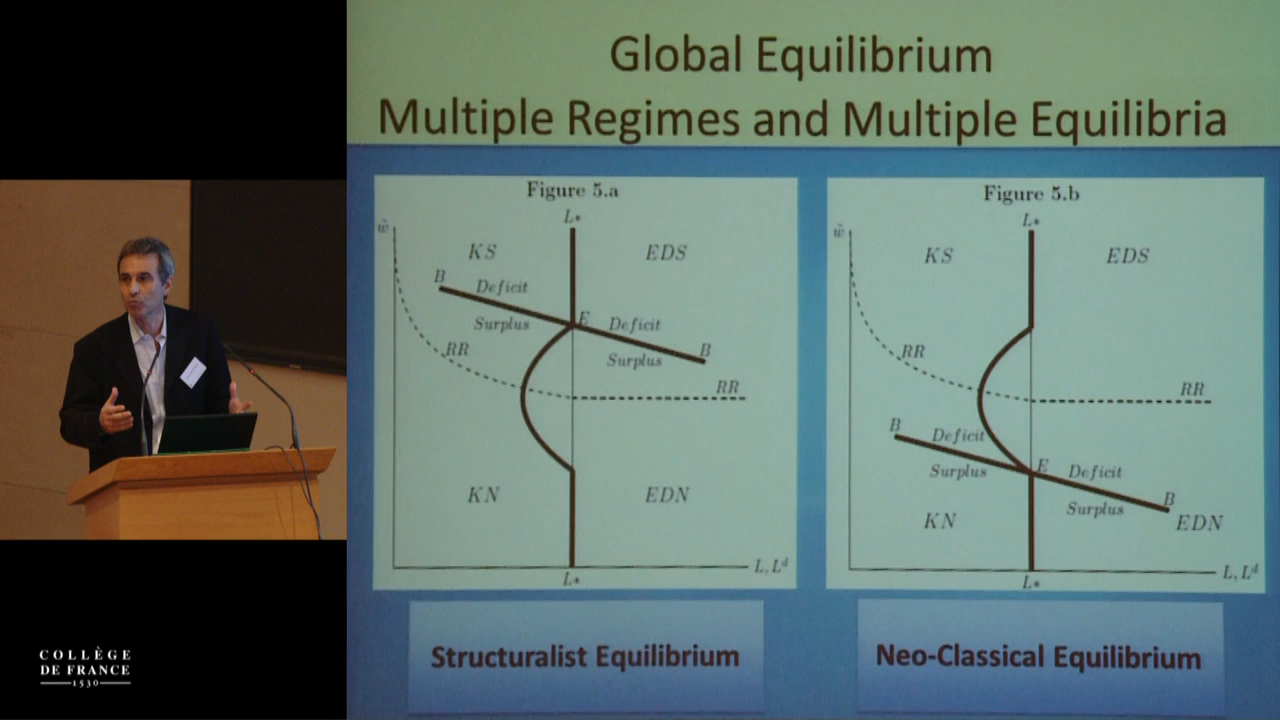 Global Equilibrium
Multiple Regimes and Multiple Equilibria
Figure 5.a
L*
w̃
KS
EDS
B
Deficit
Surplus
E
Deficit
Surplus
B
RR
RR
KN
EDN
L*
L, Lᵈ
Structuralist Equilibrium
Figure 5.b
L*
w̃
KS
EDS
RR
RR
B
Deficit
Surplus
E
Deficit
Surplus
B
KN
EDN
L*
L, Lᵈ
Neo-Classical Equilibrium
COLLÈGE
DE FRANCE
1530